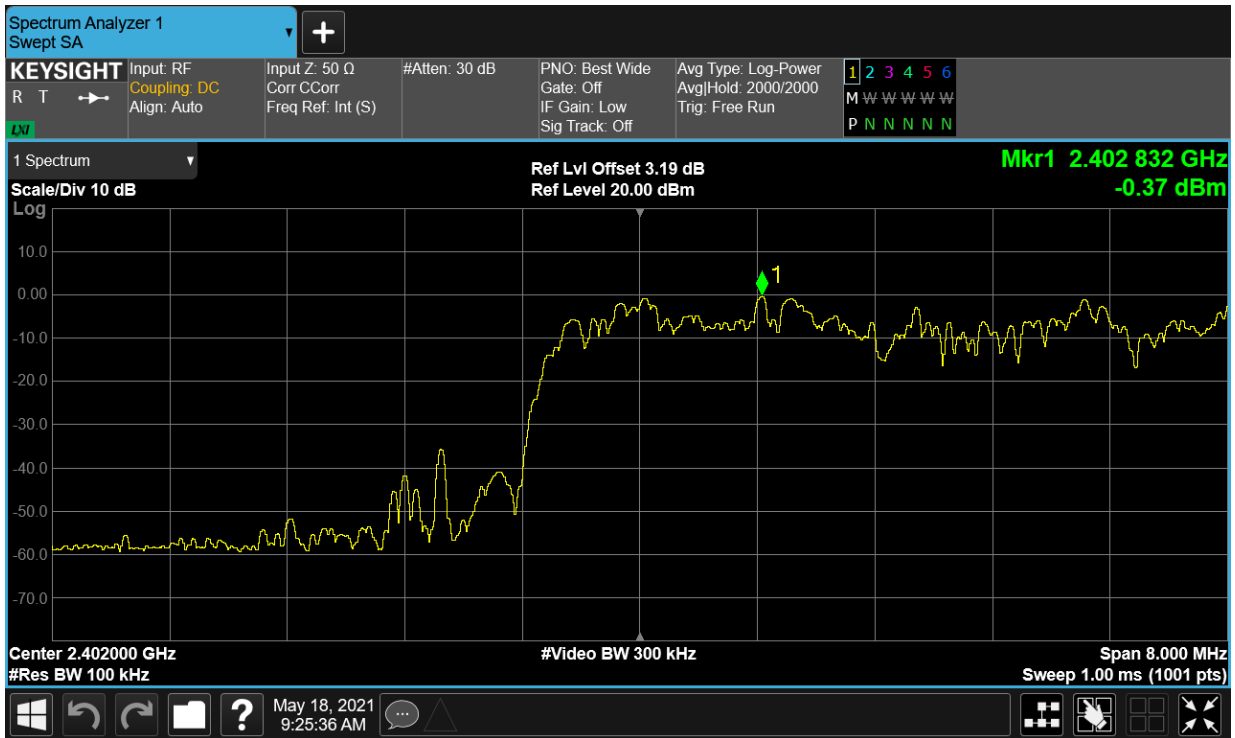 Spectrum Analyzer 1
Swept SA
KEYSIGHT
R T
LXI
Input: RF
Coupling: DC
Align: Auto
Input Z: 50 Ω
Corr CCorr
Freq Ref: Int (S)
#Atten: 30 dB
PNO: Best Wide
Gate: Off
IF Gain: Low
Sig Track: Off
Avg Type: Log-Power
Avg|Hold: 2000/2000
Trig: Free Run
1 2 3 4 5 6
M W W W W W
P N N N N N
1 Spectrum
Scale/Div 10 dB
Log
Ref Lvl Offset 3.19 dB
Ref Level 20.00 dBm
Mkr1 2.402 832 GHz
-0.37 dBm
10.0
0.00
-10.0
-20.0
-30.0
-40.0
-50.0
-60.0
-70.0
1
Center 2.402000 GHz
#Res BW 100 kHz
#Video BW 300 kHz
Span 8.000 MHz
Sweep 1.00 ms (1001 pts)
?
May 18, 2021
9:25:36 AM